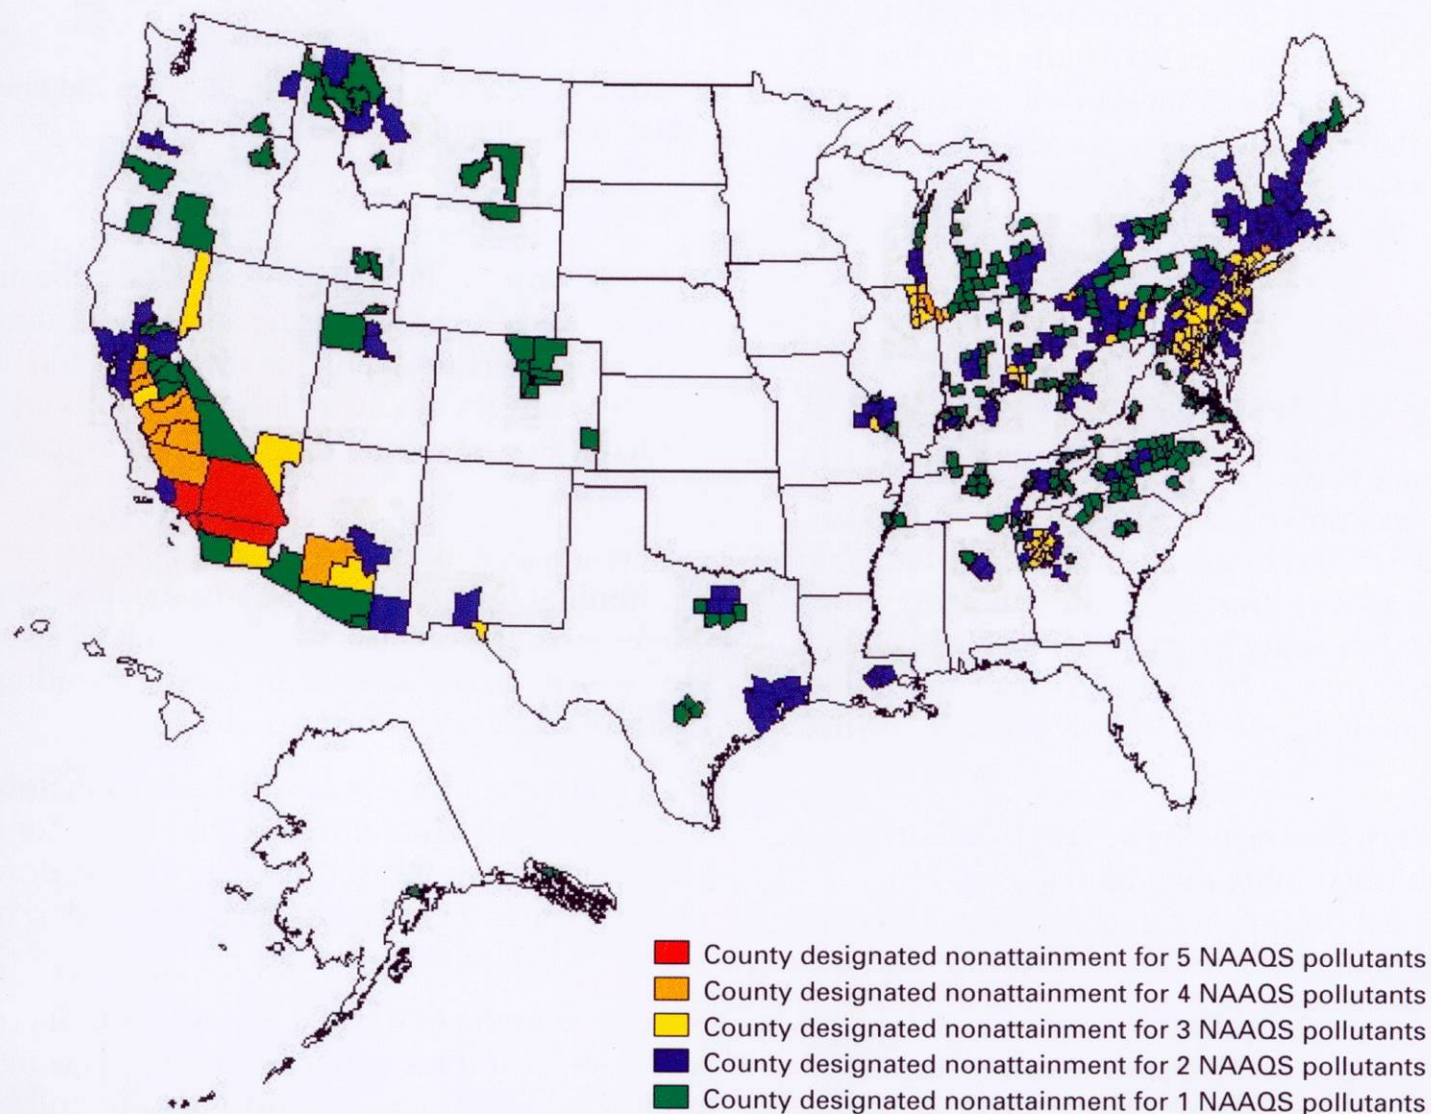 County designated nonattainment for 5 NAAQS pollutants
County designated nonattainment for 4 NAAQS pollutants
County designated nonattainment for 3 NAAQS pollutants
County designated nonattainment for 2 NAAQS pollutants
County designated nonattainment for 1 NAAQS pollutants